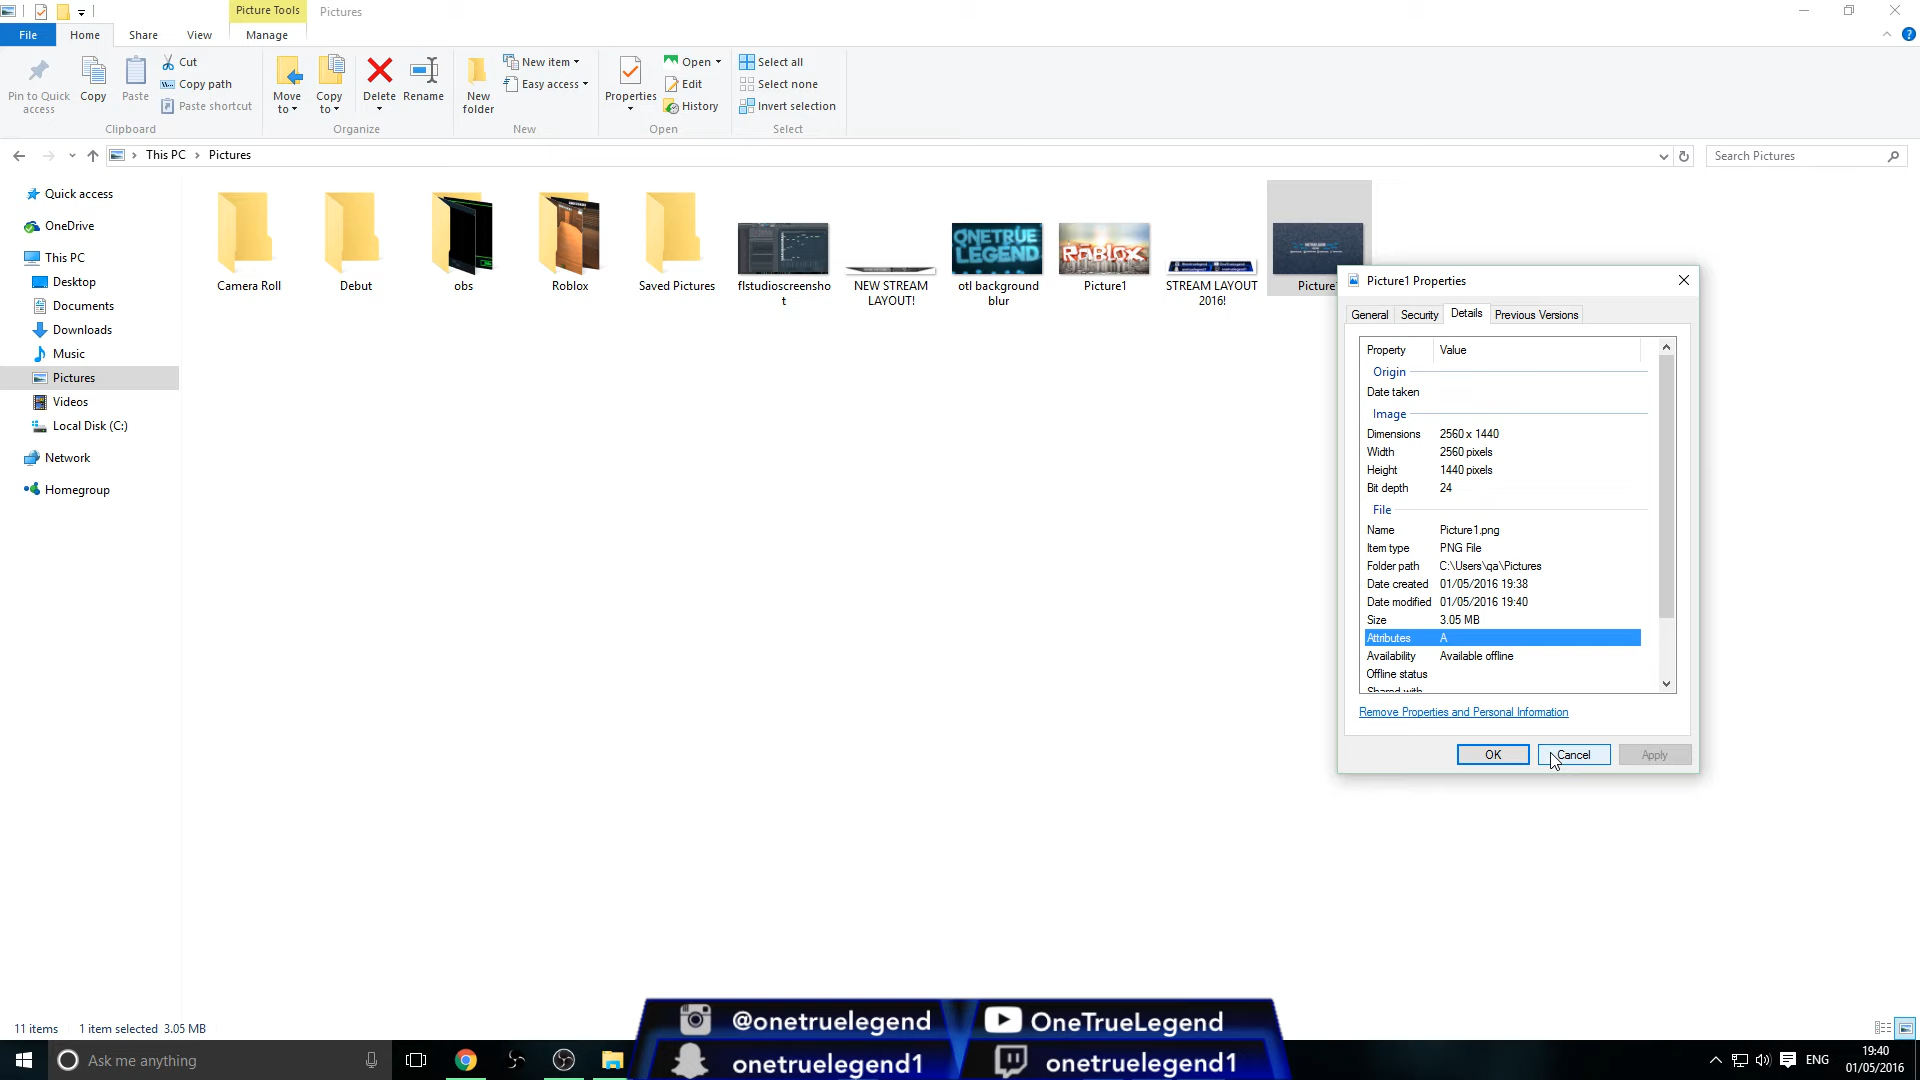 Picture Tools
Pictures
File
Home
Share
View
Manage
Pin to Quick
access
Copy
Paste
Cut
Copy path
Paste shortcut
Clipboard
Move
to
Copy
to
Delete
Rename
Organize
New
folder
New item
Easy access
New
Properties
Open
Edit
History
Open
Select all
Select none
Invert selection
Select
This PC
Pictures
Search Pictures
Quick access
OneDrive
This PC
Desktop
Documents
Downloads
Music
Pictures
Videos
Local Disk (C:)
Network
Homegroup
Camera Roll
Debut
obs
Roblox
Saved Pictures
flstudioscreensho
t
NEW STREAM
LAYOUT!
ONETRUE
LEGEND
otl background
blur
ROBLOX
Picture1
STREAM LAYOUT
2016!
Picture
Picture1 Properties
General
Security
Details
Previous Versions
Property Value
Origin
Date taken
Image
Dimensions 2560 x 1440
Width 2560 pixels
Height 1440 pixels
Bit depth 24
File
Name Picture1.png
Item type PNG File
Folder path C:\Users\qa\Pictures
Date created 01/05/2016 19:38
Date modified 01/05/2016 19:40
Size 3.05 MB
Attributes A
Availability Available offline
Offline status
Shared with
Remove Properties and Personal Information
OK
Cancel
Apply
11 items
1 item selected 3.05 MB
@onetruelegend
OneTrueLegend
onetruelegend1
onetruelegend1
Ask me anything
ENG
19:40
01/05/2016